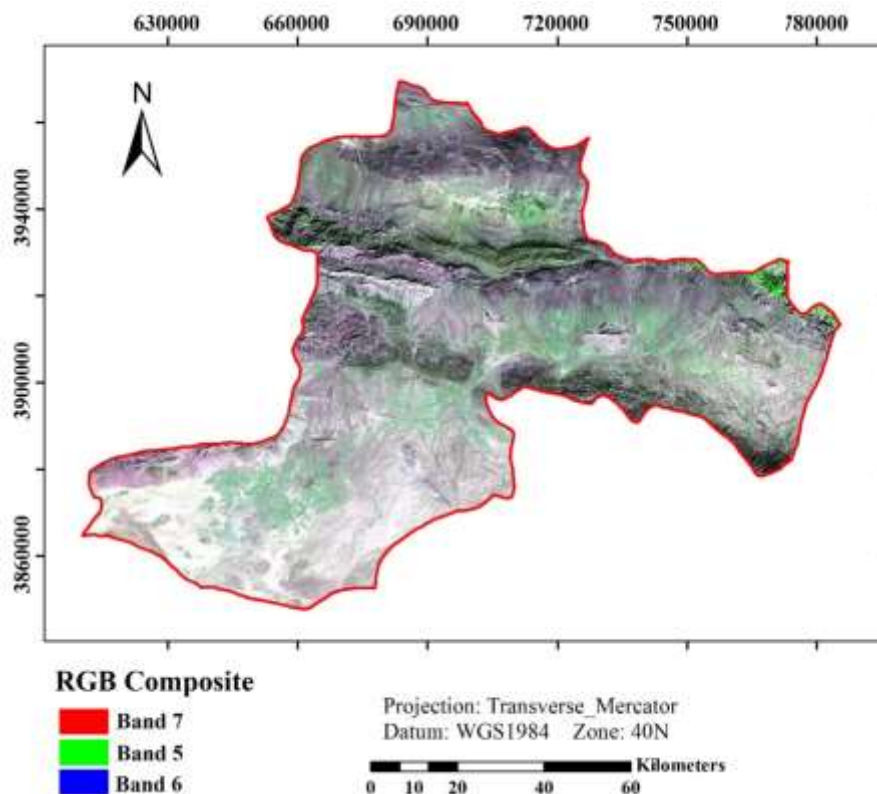 630000 660000 690000 720000 750000 780000
N
3940000
3900000
3860000
RGB Composite
Band 7
Band 5
Band 6
Projection: Transverse_Mercator
Datum: WGS1984 Zone: 40N
Kilometers
0 10 20 40 60